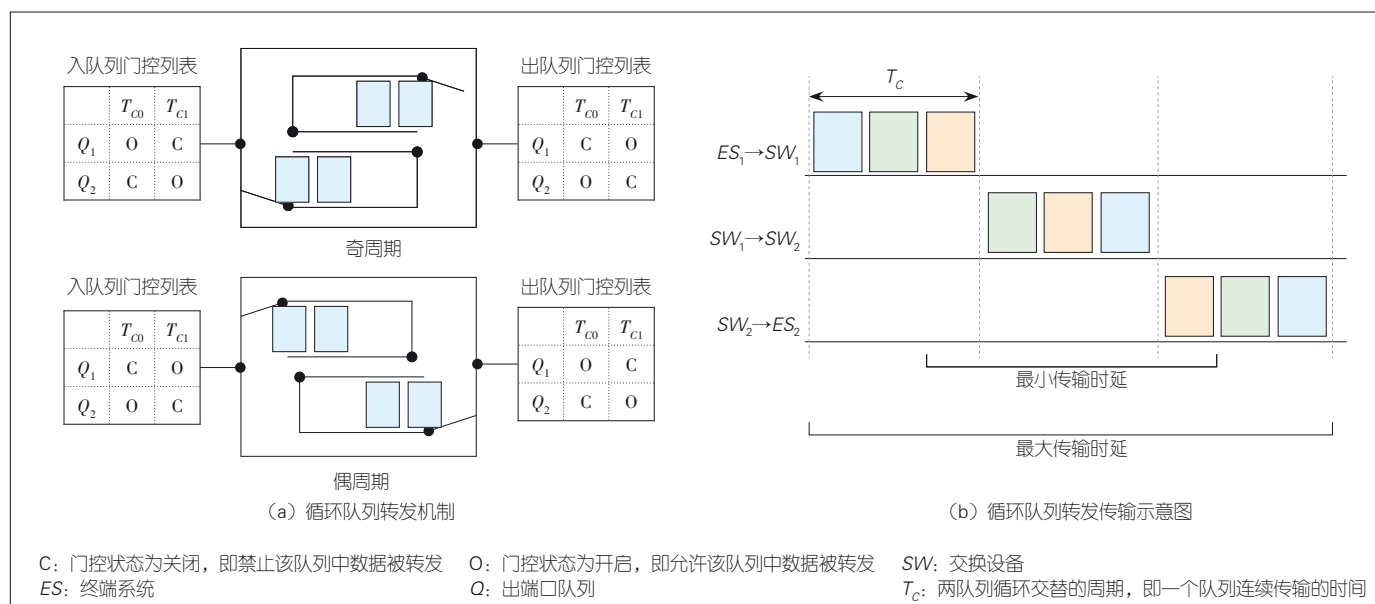 入队列门控列表
T_C0 T_C1
Q_1 O C
Q_2 C O
出队列门控列表
T_C0 T_C1
Q_1 C O
Q_2 O C
奇周期
入队列门控列表
T_C0 T_C1
Q_1 C O
Q_2 O C
出队列门控列表
T_C0 T_C1
Q_1 O C
Q_2 C O
偶周期
(a) 循环队列转发机制
T_C
ES_1→SW_1
SW_1→SW_2
SW_2→ES_2
最小传输时延
最大传输时延
(b) 循环队列转发传输示意图
C:门控状态为关闭,即禁止该队列中数据被转发 O:门控状态为开启,即允许该队列中数据被转发 SW:交换设备
ES:终端系统 Q:出端口队列 T_C:两队列循环交替的周期,即一个队列连续传输的时间